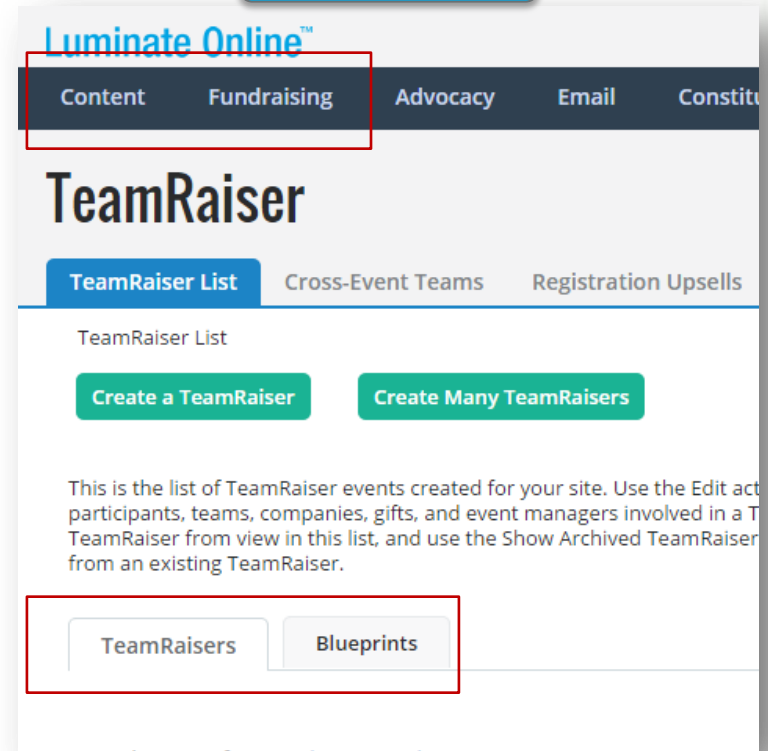 Luminate Online™
Content Fundraising Advocacy Email
TeamRaiser
TeamRaiser List Cross-Event Teams Registration Upsells
TeamRaiser List
Create a TeamRaiser Create Many TeamRaisers
This is the list of TeamRaiser events created for your site. Use the Edit
participants, teams, companies, gifts, and event managers involved in a
TeamRaiser from view in this list, and use the Show Archived TeamRaiser
from an existing TeamRaiser.
TeamRaisers Blueprints